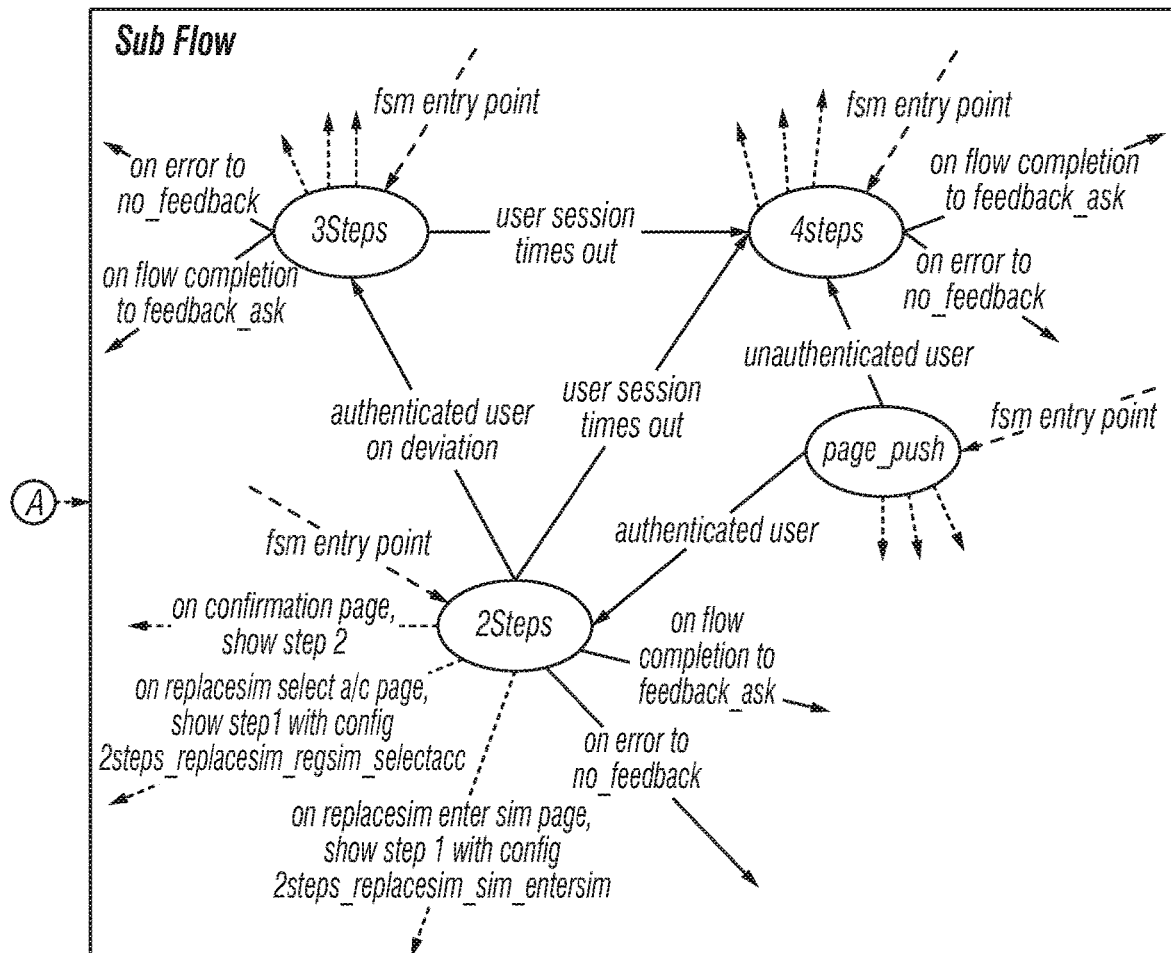 Sub Flow
fsm entry point
fsm entry point
on error to
no_feedback
3Steps
on flow completion
to feedback_ask
user session
times out
4steps
on flow completion
to feedback_ask
on error to
no_feedback
unauthenticated user
authenticated user
on deviation
user session
times out
fsm entry point
page_push
A
authenticated user
fsm entry point
on confirmation page,
show step 2
2Steps
on flow
completion to
feedback_ask
on replacesim select a/c page,
show step1 with config
2steps_replacesim_regsim_selectacc
on error to
no_feedback
on replacesim enter sim page,
show step 1 with config
2steps_replacesim_sim_entersim